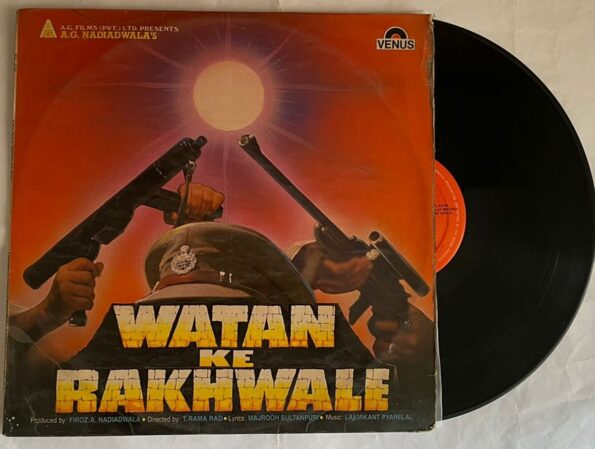 A.G. FILMS (PVT.) LTD. PRESENTS
A.G. NADIADWALA'S
VENUS
WATAN
KE
RAKHWALE
Produced by: FIROZ A. NADIADWALA • Directed by: T. RAMA RAO • Lyrics: MAJROOH SULTANPURI • Music: LAXMIKANT PYARELAL